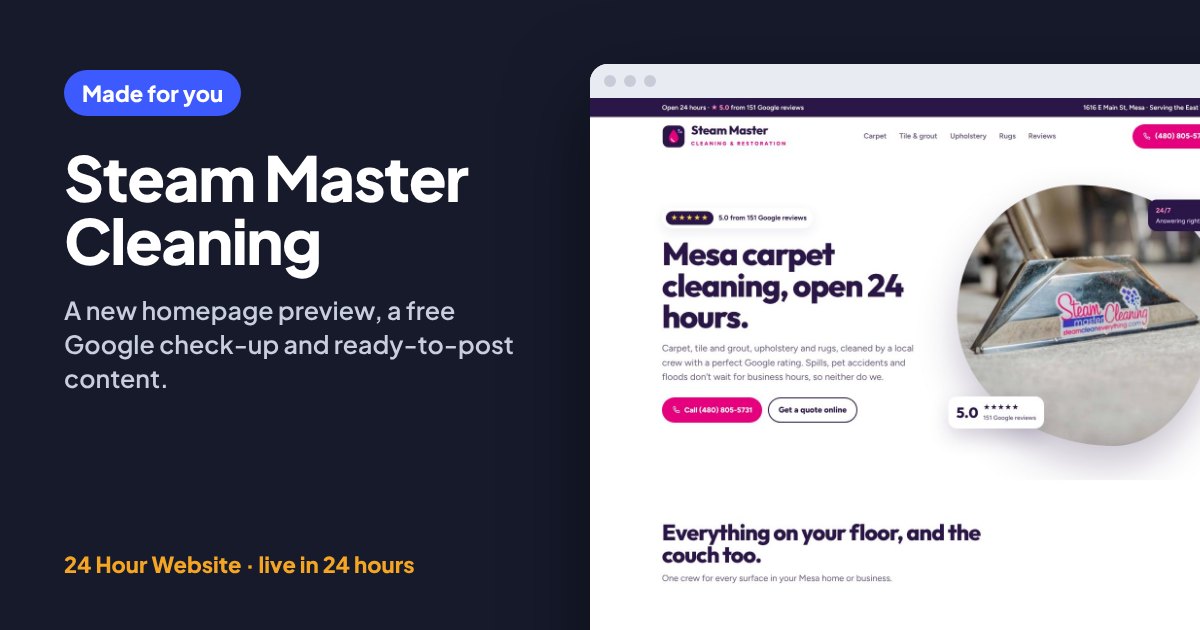 Made for you
Steam Master
Cleaning
A new homepage preview, a free
Google check-up and ready-to-post
content.
24 Hour Website · live in 24 hours
Open 24 hours · ★ 5.0 from 151 Google reviews
1616 E Main St, Mesa · Serving the East
Steam Master
CLEANING & RESTORATION
Carpet Tile & grout Upholstery Rugs Reviews
(480) 805-57
★★★★★ 5.0 from 151 Google reviews
Mesa carpet
cleaning, open 24
hours.
Carpet, tile and grout, upholstery and rugs, cleaned by a local
crew with a perfect Google rating. Spills, pet accidents and
floods don't wait for business hours, so neither do we.
Call (480) 805-5731
Get a quote online
24/7
Answering right
Steam
master Cleaning
steamcleaneverything.com
5.0 ★★★★★
151 Google reviews
Everything on your floor, and the
couch too.
One crew for every surface in your Mesa home or business.